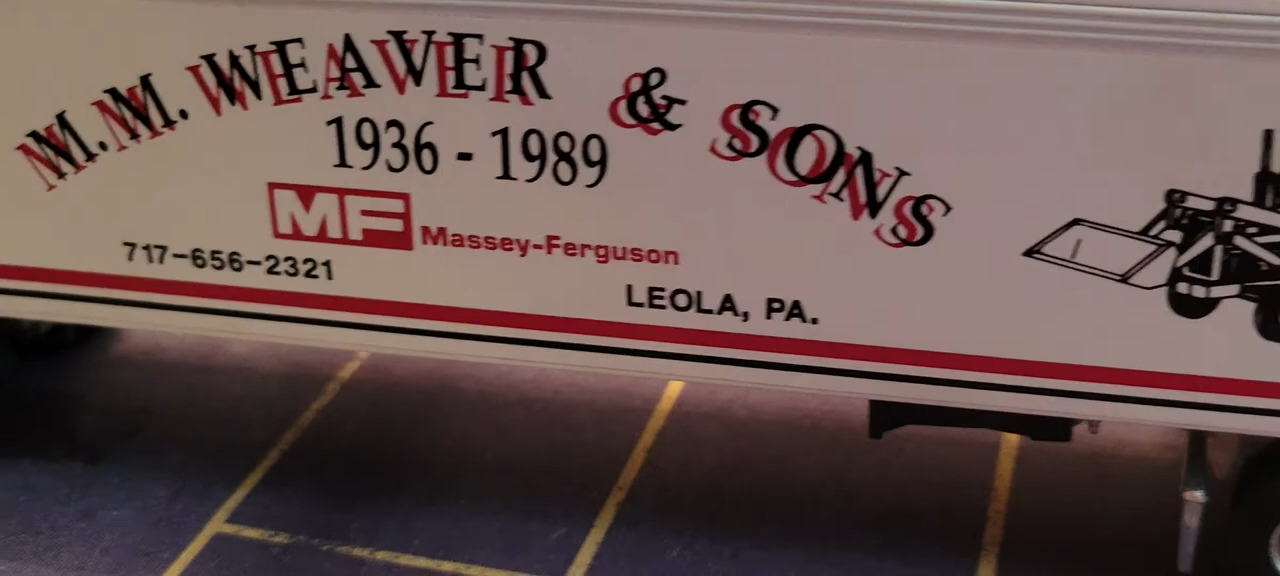 M.M. WEAVER & SONS
1936 - 1989
MF Massey-Ferguson
717-656-2321
LEOLA, PA.